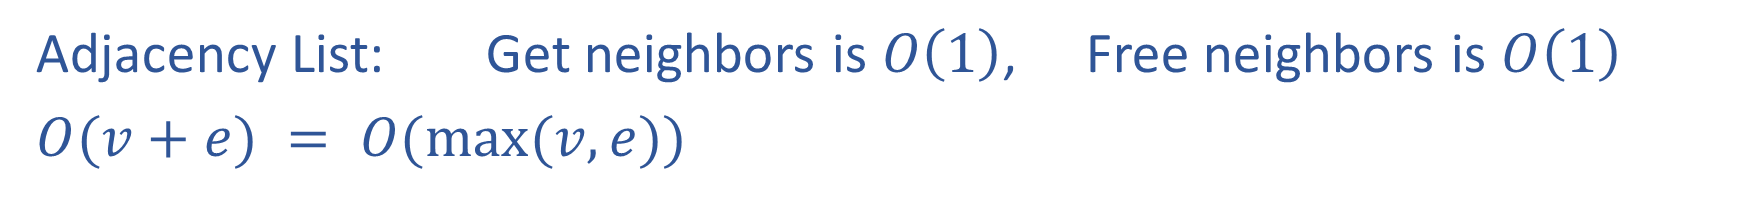 Adjacency List: Get neighbors is O(1), Free neighbors is O(1)
O(v + e) = O(max(v, e))